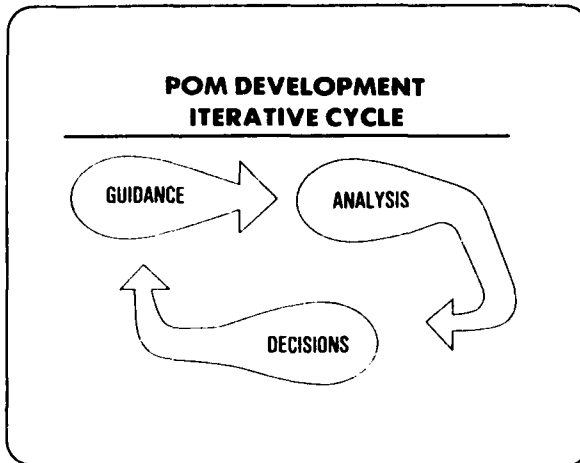 POM DEVELOPMENT
ITERATIVE CYCLE
GUIDANCE
ANALYSIS
DECISIONS